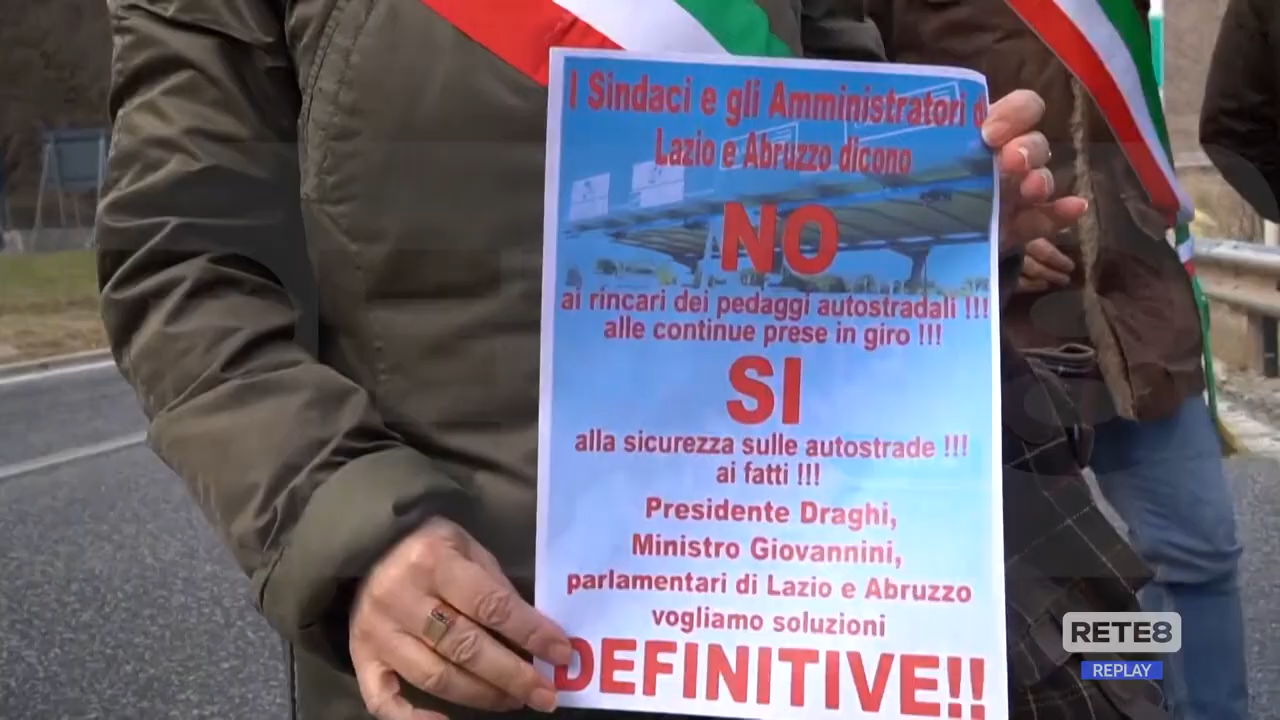 I Sindaci e gli Amministratori d
Lazio e Abruzzo dicono
NO
ai rincari dei pedaggi autostradali !!!
alle continue prese in giro !!!
SI
alla sicurezza sulle autostrade !!!
ai fatti !!!
Presidente Draghi,
Ministro Giovannini,
parlamentari di Lazio e Abruzzo
vogliamo soluzioni
DEFINITIVE!!
RETE8
REPLAY